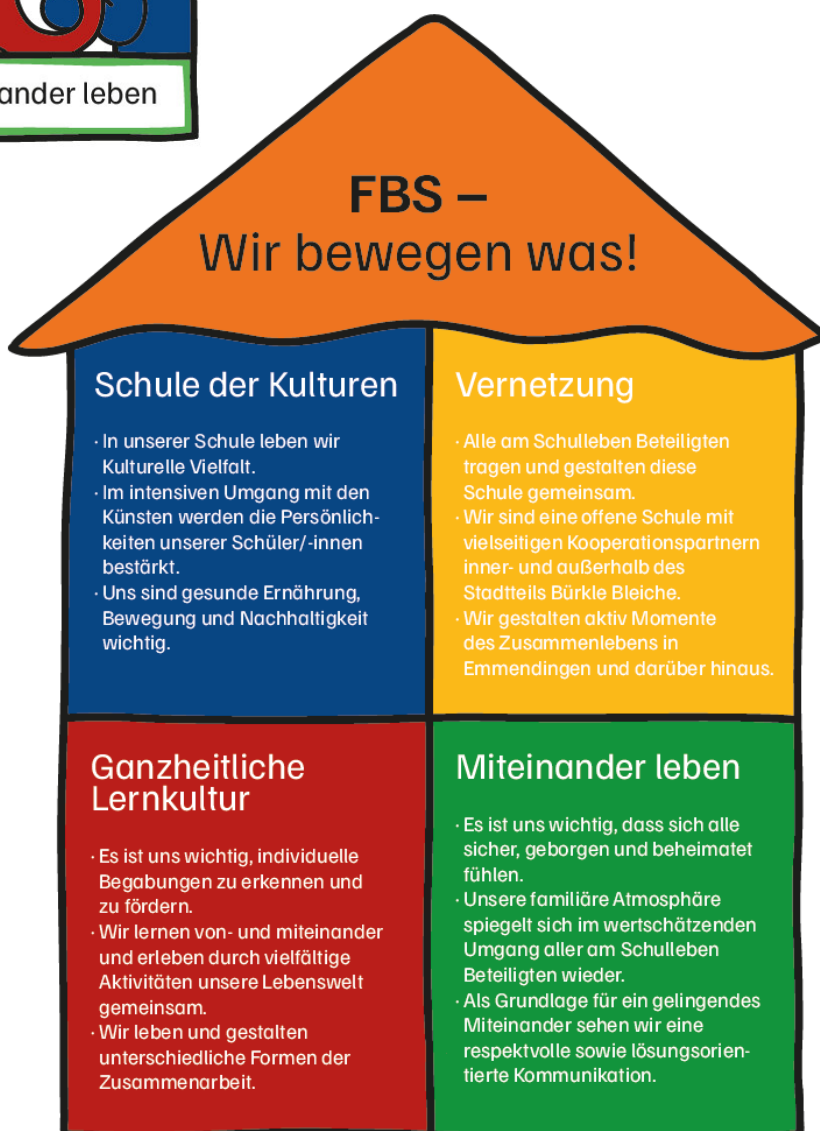 ander leben
FBS –
Wir bewegen was!
Schule der Kulturen
· In unserer Schule leben wir
Kulturelle Vielfalt.
· Im intensiven Umgang mit den
Künsten werden die Persönlich-
keiten unserer Schüler/-innen
bestärkt.
· Uns sind gesunde Ernährung,
Bewegung und Nachhaltigkeit
wichtig.
Vernetzung
· Alle am Schulleben Beteiligten
tragen und gestalten diese
Schule gemeinsam.
· Wir sind eine offene Schule mit
vielseitigen Kooperationspartnern
inner- und außerhalb des
Stadtteils Bürkle Bleiche.
· Wir gestalten aktiv Momente
des Zusammenlebens in
Emmendingen und darüber hinaus.
Ganzheitliche
Lernkultur
· Es ist uns wichtig, individuelle
Begabungen zu erkennen und
zu fördern.
· Wir lernen von- und miteinander
und erleben durch vielfältige
Aktivitäten unsere Lebenswelt
gemeinsam.
· Wir leben und gestalten
unterschiedliche Formen der
Zusammenarbeit.
Miteinander leben
· Es ist uns wichtig, dass sich alle
sicher, geborgen und beheimatet
fühlen.
· Unsere familiäre Atmosphäre
spiegelt sich im wertschätzenden
Umgang aller am Schulleben
Beteiligten wieder.
· Als Grundlage für ein gelingendes
Miteinander sehen wir eine
respektvolle sowie lösungsorien-
tierte Kommunikation.